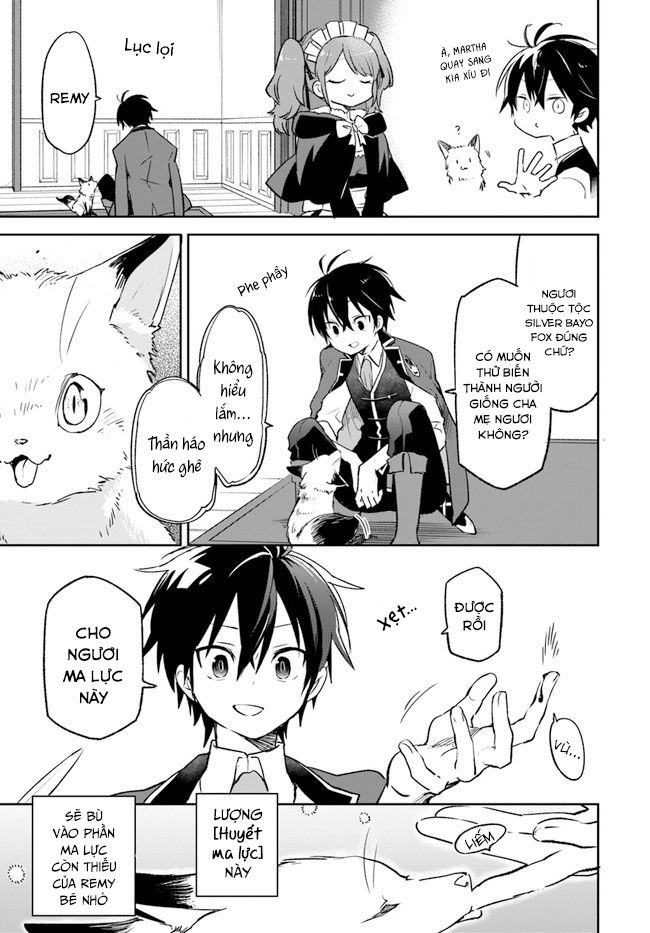 À, MARTHA
QUAY SANG
KIA XÍU ĐI
?
Lục lọi
REMY
NGƯƠI
THUỘC TỘC
SILVER BAYO
FOX ĐÚNG
CHỨ?
CÓ MUỐN
THỬ BIẾN
THÀNH NGƯỜI
GIỐNG CHA
MẸ NGƯƠI
KHÔNG?
Phe phẩy
Không
hiểu
lắm...
nhưng
Thần háo
hức ghê
ĐƯỢC
RỒI
xẹt...
VÙ...
CHO
NGƯƠI
MA LỰC
NÀY
LIẾM
LƯỢNG
[Huyết
ma lực]
NÀY
SẼ BÙ
VÀO PHẦN
MA LỰC
CÒN THIẾU
CỦA REMY
BÉ NHỎ